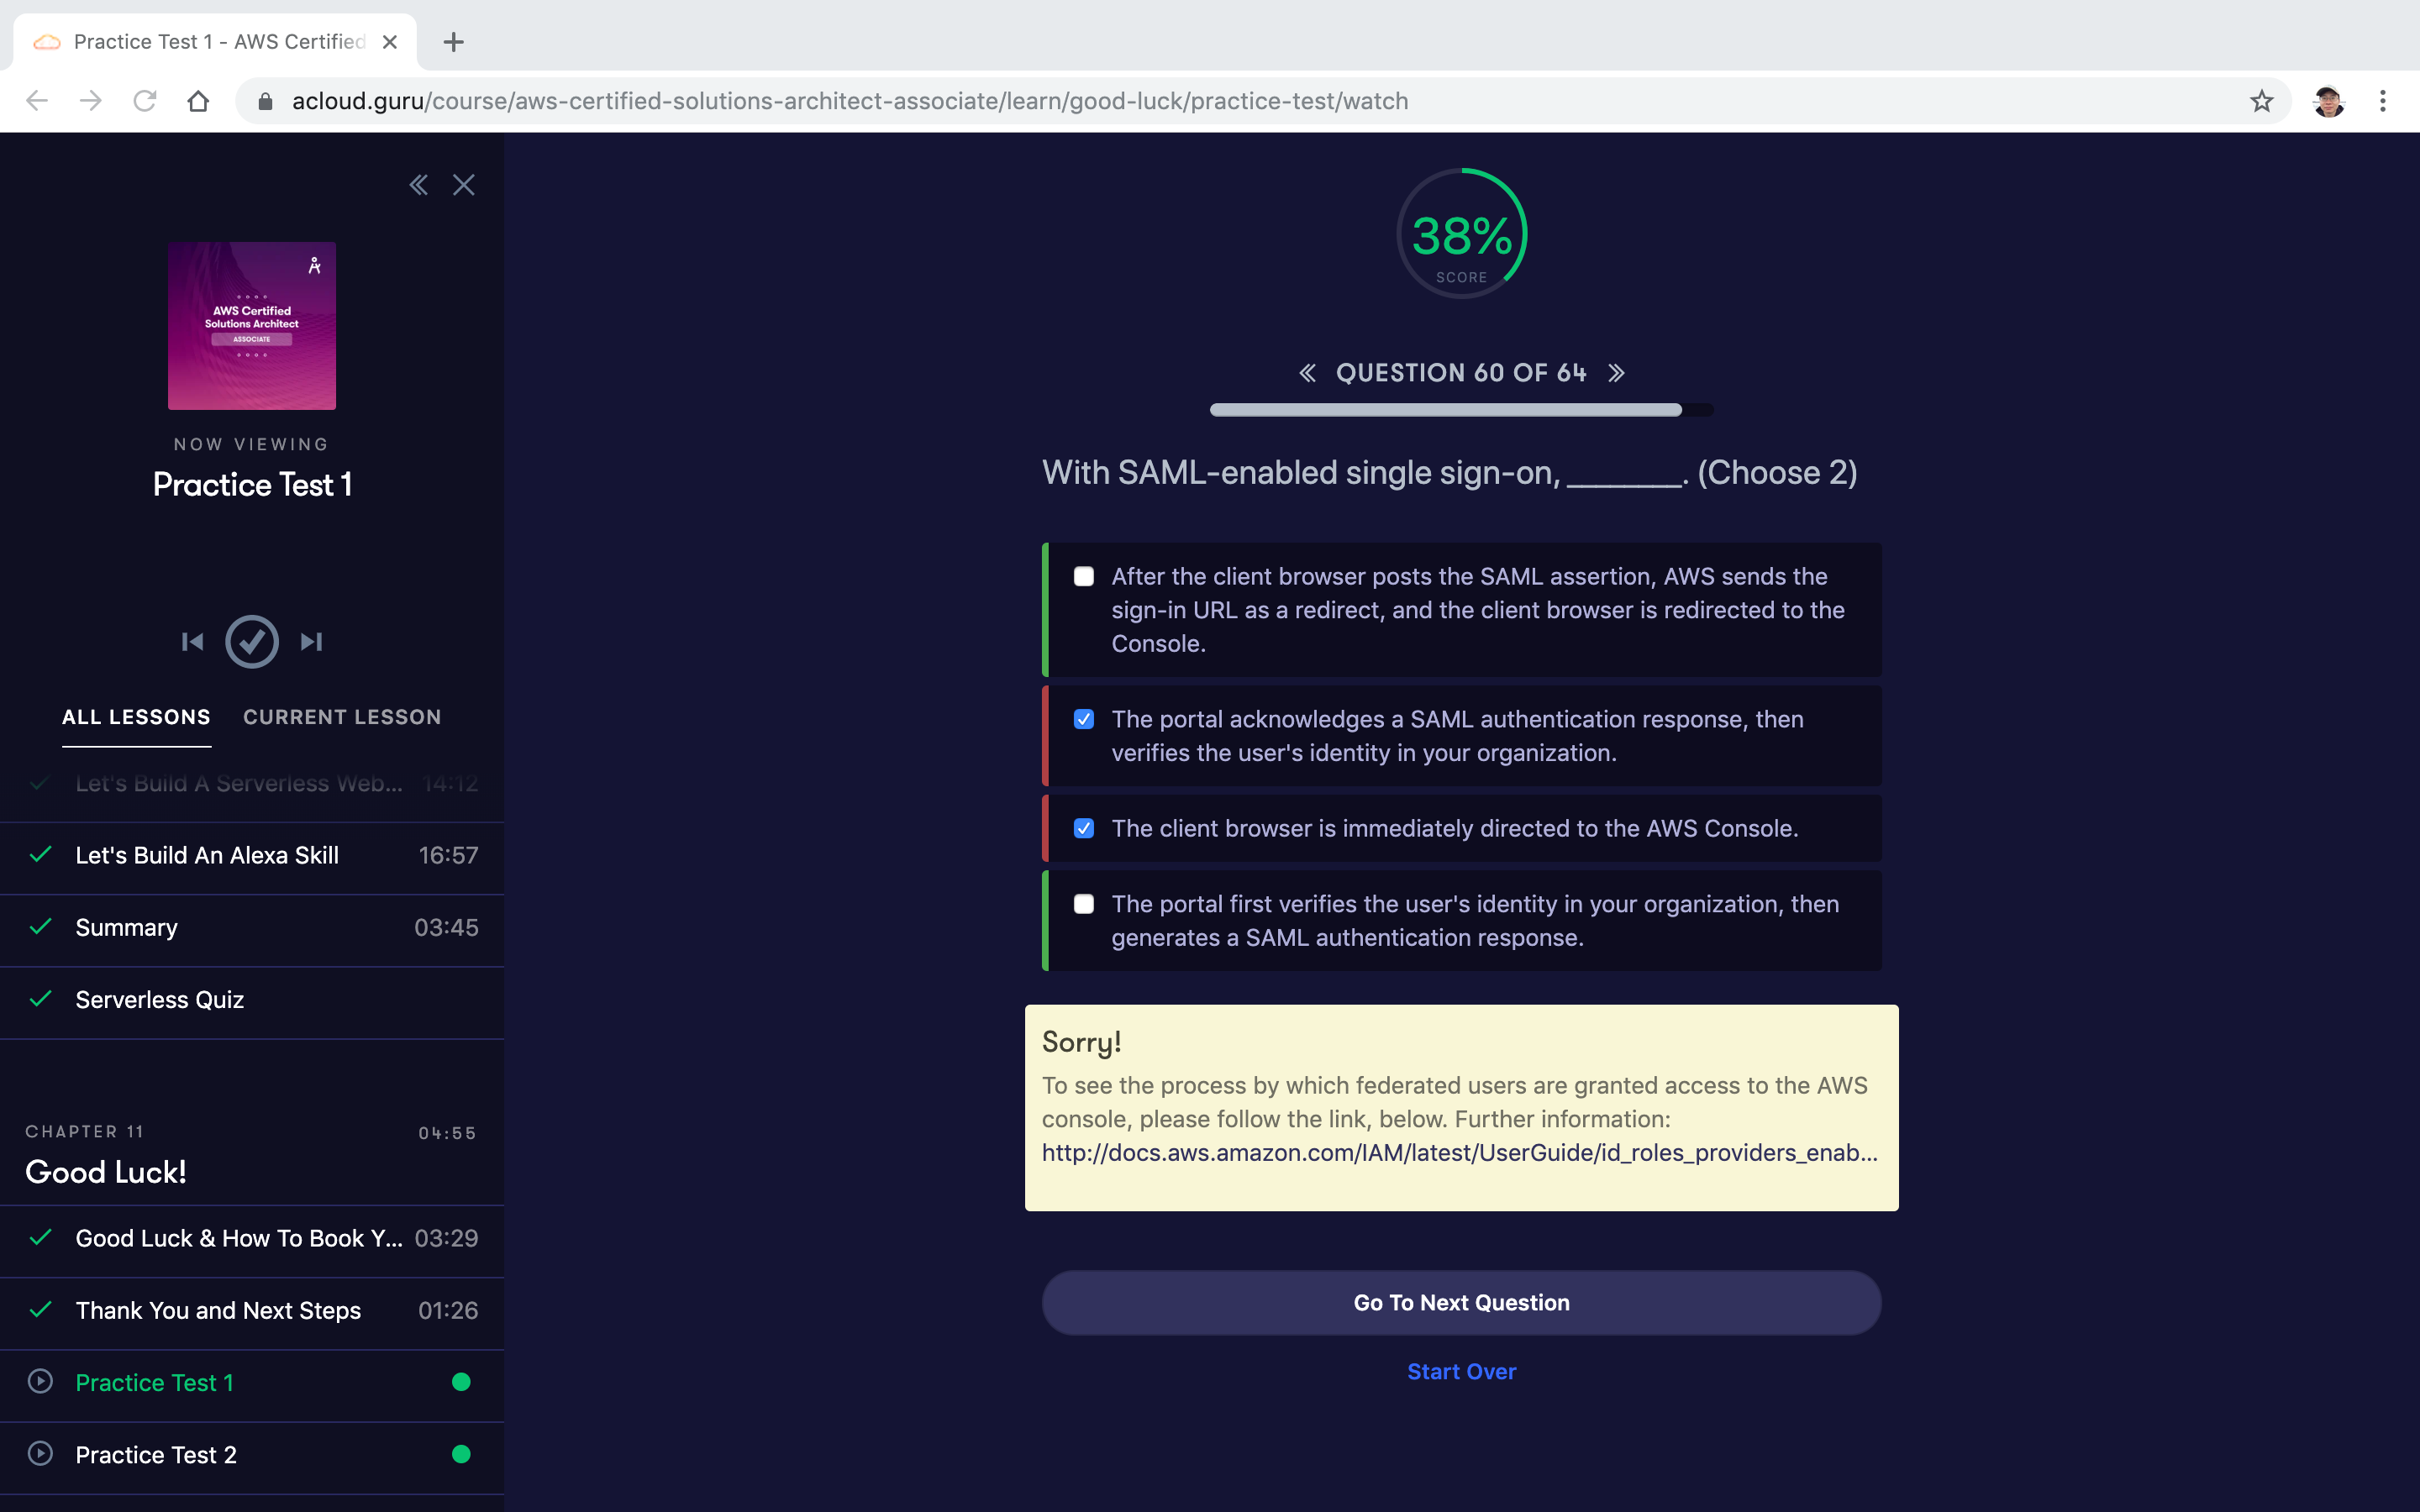 Practice Test 1 - AWS Certified
acloud.guru/course/aws-certified-solutions-architect-associate/learn/good-luck/practice-test/watch
AWS Certified
Solutions Architect
ASSOCIATE
NOW VIEWING
Practice Test 1
ALL LESSONS CURRENT LESSON
Let's Build A Serverless Web... 14:12
Let's Build An Alexa Skill 16:57
Summary 03:45
Serverless Quiz
CHAPTER 11 04:55
Good Luck!
Good Luck & How To Book Y... 03:29
Thank You and Next Steps 01:26
Practice Test 1
Practice Test 2
38%
SCORE
QUESTION 60 OF 64
With SAML-enabled single sign-on, ________. (Choose 2)
After the client browser posts the SAML assertion, AWS sends the
sign-in URL as a redirect, and the client browser is redirected to the
Console.
The portal acknowledges a SAML authentication response, then
verifies the user's identity in your organization.
The client browser is immediately directed to the AWS Console.
The portal first verifies the user's identity in your organization, then
generates a SAML authentication response.
Sorry!
To see the process by which federated users are granted access to the AWS
console, please follow the link, below. Further information:
http://docs.aws.amazon.com/IAM/latest/UserGuide/id_roles_providers_enab...
Go To Next Question
Start Over